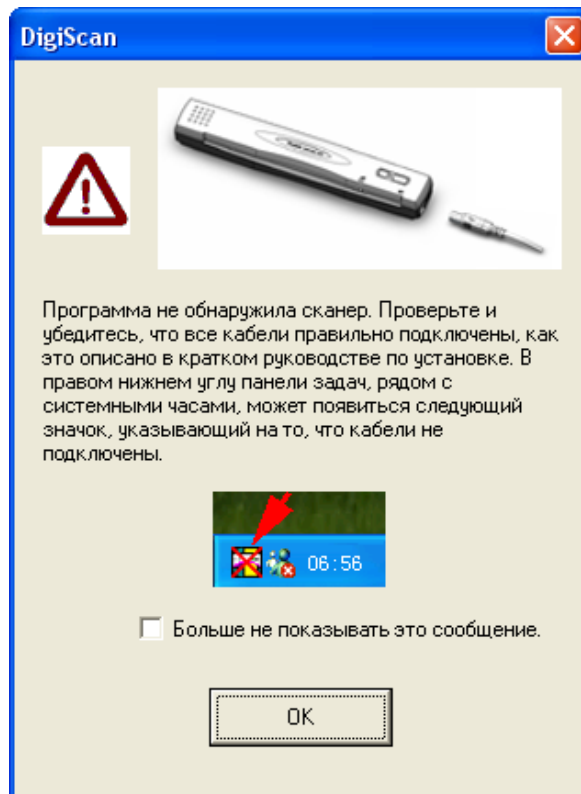 DigiScan
Программа не обнаружила сканер. Проверьте и
убедитесь, что все кабели правильно подключены, как
это описано в кратком руководстве по установке. В
правом нижнем углу панели задач, рядом с
системными часами, может появиться следующий
значок, указывающий на то, что кабели не
подключены.
06:56
Больше не показывать это сообщение.
OK